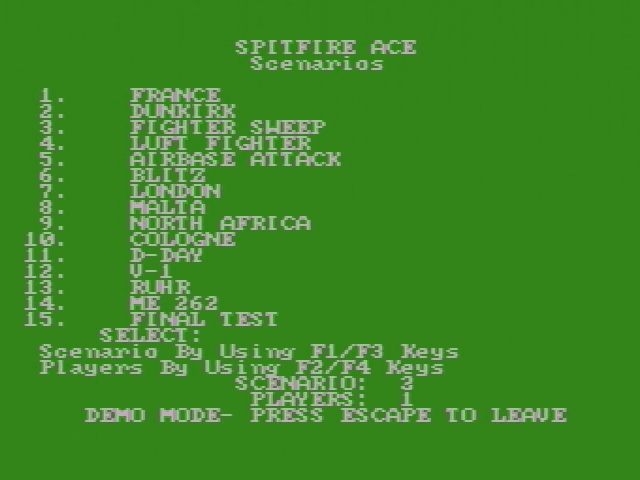 SPITFIRE ACE
Scenarios
1. FRANCE
2. DUNKIRK
3. FIGHTER SWEEP
4. LUFT FIGHTER
5. AIRBASE ATTACK
6. BLITZ
7. LONDON
8. MALTA
9. NORTH AFRICA
10. COLOGNE
11. D-DAY
12. V-1
13. RUHR
14. ME 262
15. FINAL TEST
SELECT:
Scenario By Using F1/F3 Keys
Players By Using F2/F4 Keys
SCENARIO: 3
PLAYERS: 1
DEMO MODE- PRESS ESCAPE TO LEAVE